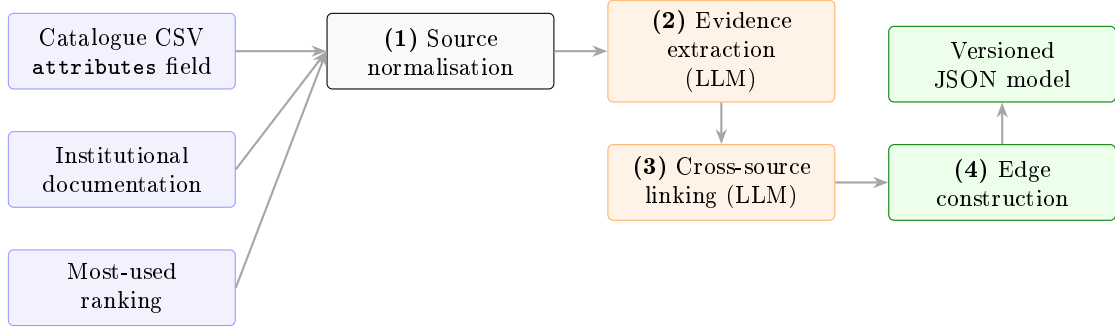 Catalogue CSV
attributes field
Institutional
documentation
Most-used
ranking
(1) Source
normalisation
(2) Evidence
extraction
(LLM)
(3) Cross-source
linking (LLM)
(4) Edge
construction
Versioned
JSON model